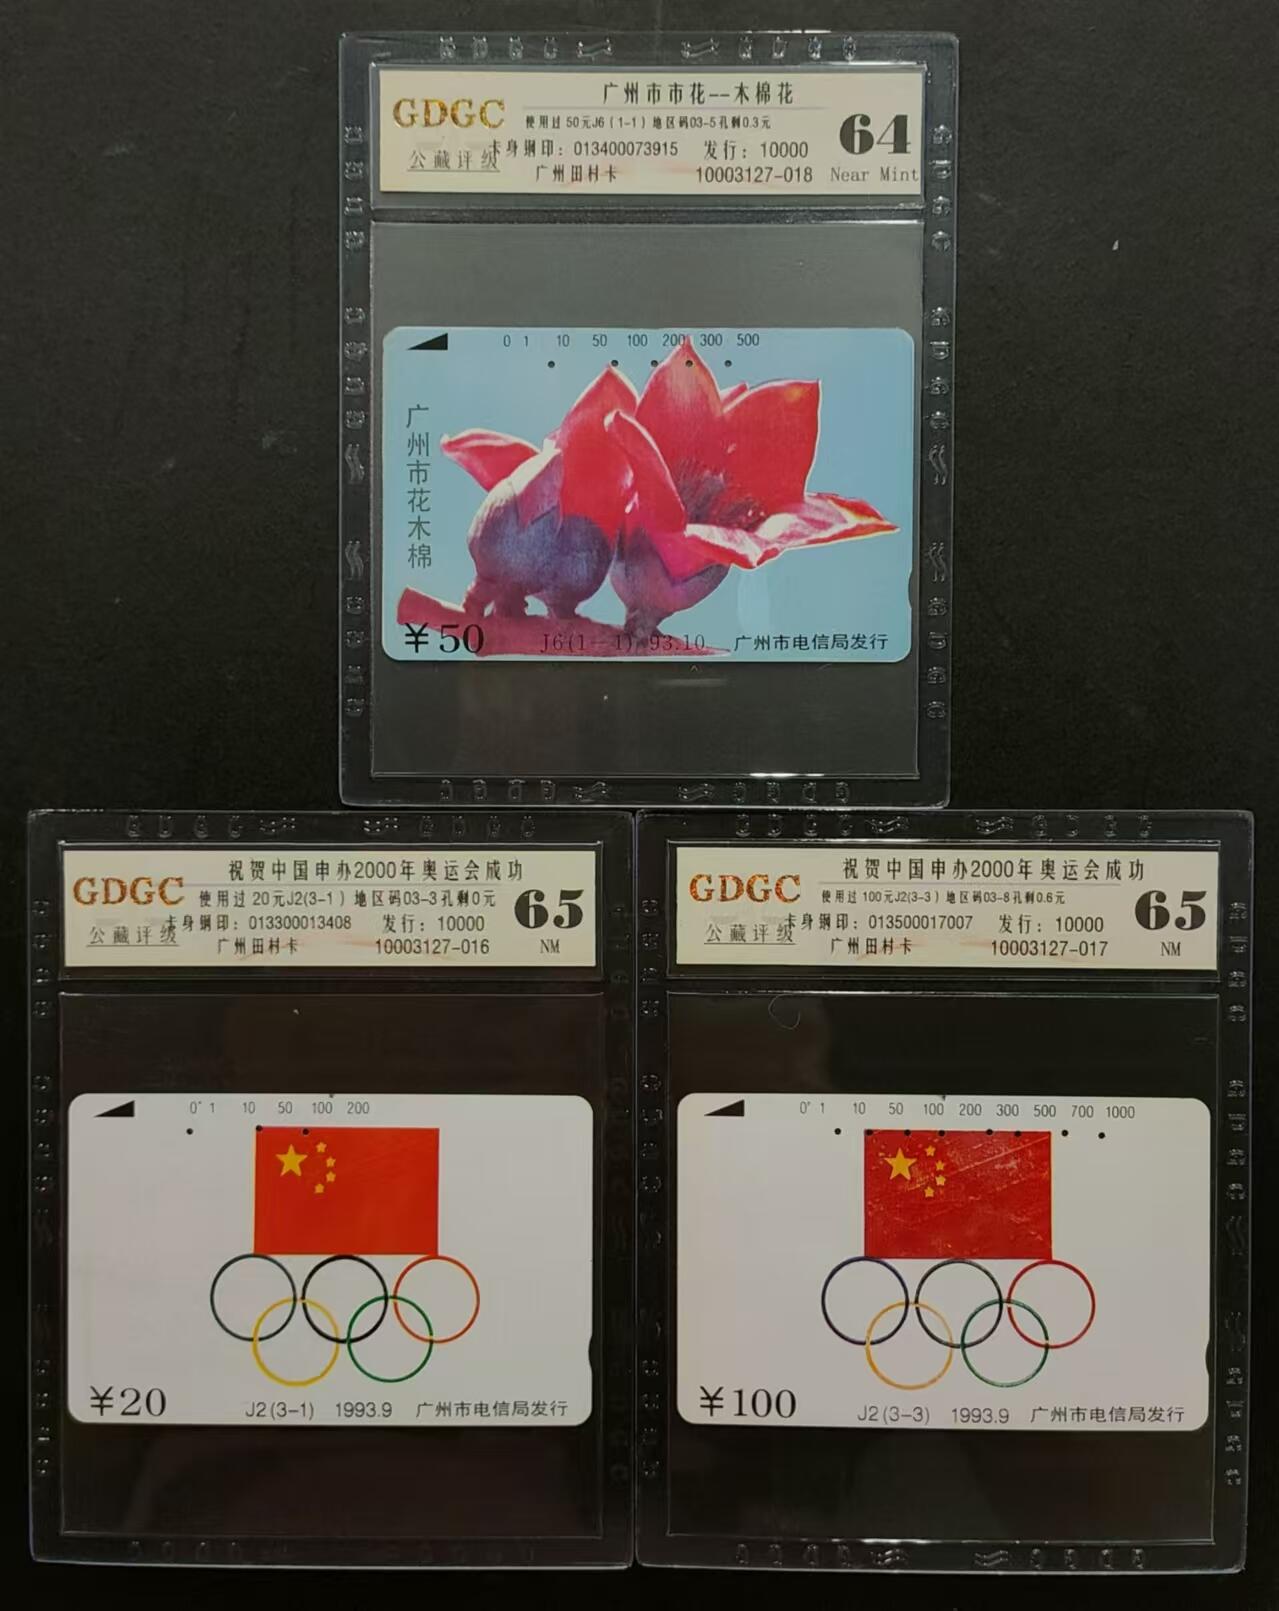 广州市市花--木棉花
GDGC
使用过 50元J6(1-1) 地区码03-5孔剩0.3元
64
公藏评级
卡身钢印: 013400073915 发行: 10000
广州田村卡 10003127-018 Near Mint
0 1 10 50 100 200 300 500
广州市花木棉
¥50 J6(1-1) 93.10 广州市电信局发行
祝贺中国申办2000年奥运会成功
GDGC
使用过 20元J2(3-1) 地区码03-3孔剩0元
65
公藏评级
卡身钢印: 013300013408 发行: 10000
广州田村卡 10003127-016 NM
0 1 10 50 100 200
¥20 J2(3-1) 1993.9 广州市电信局发行
祝贺中国申办2000年奥运会成功
GDGC
使用过 100元J2(3-3) 地区码03-8孔剩0.6元
65
公藏评级
卡身钢印: 013500017007 发行: 10000
广州田村卡 10003127-017 NM
0 1 10 50 100 200 300 500 700 1000
¥100 J2(3-3) 1993.9 广州市电信局发行